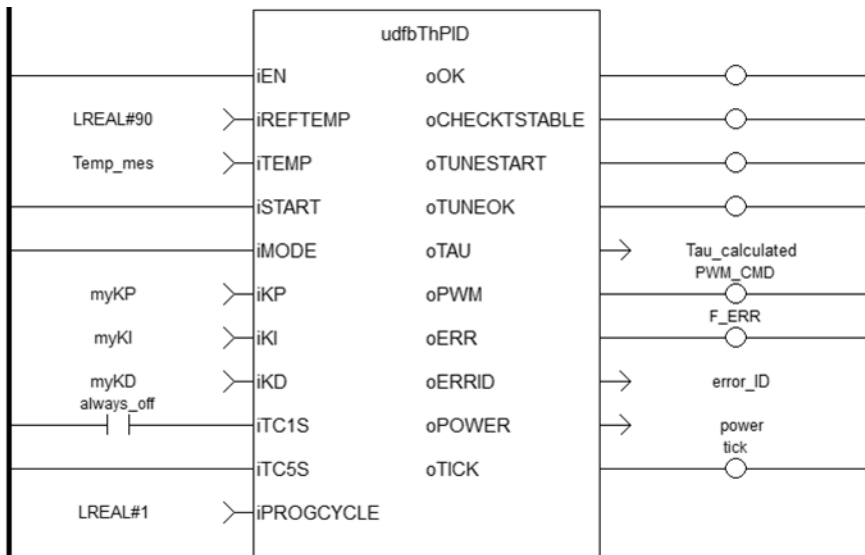 udfbThPID
iEN oOK
LREAL#90 iREFTEMP oCHECKTSTABLE
Temp_mes iTEMP oTUNESTART
iSTART oTUNEOK
iMODE oTAU Tau_calculated
PWM_CMD
myKP iKP oPWM
F_ERR
myKI iKI oERR
myKD iKD oERRID error_ID
always_off
iTC1S oPOWER power
tick
iTC5S oTICK
LREAL#1 iPROGCYCLE